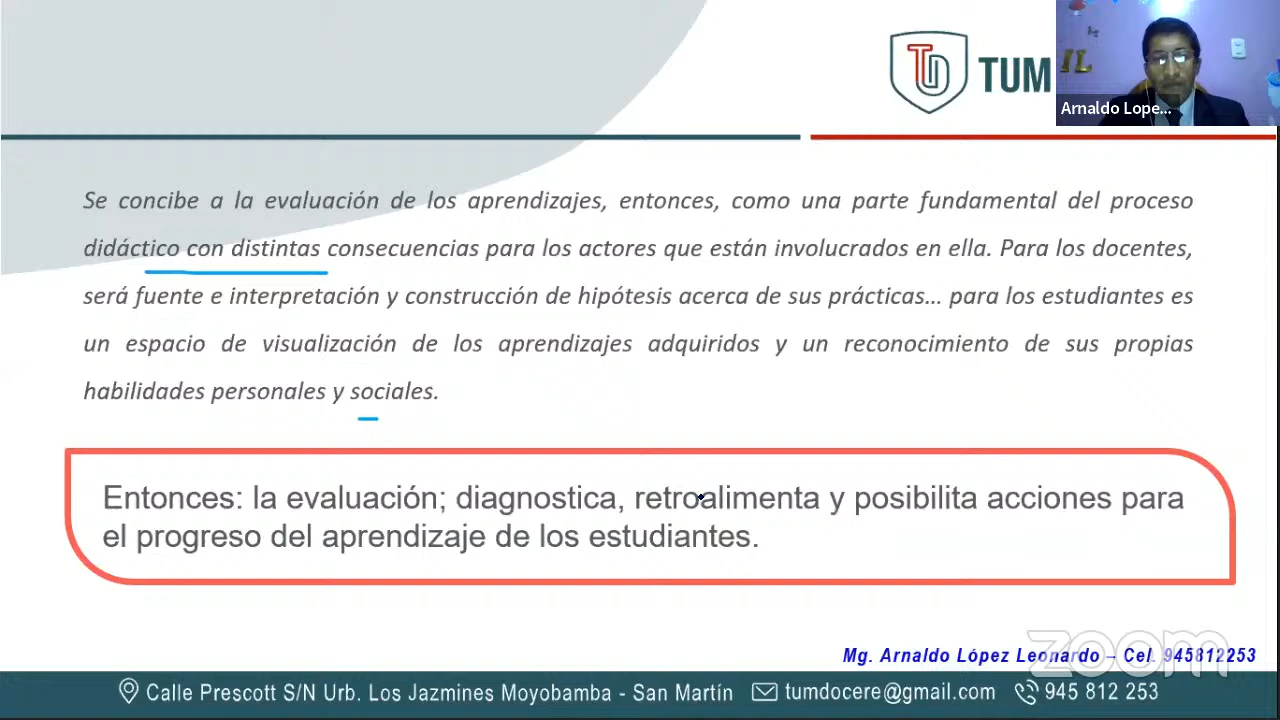 TD
TUM
IL
Arnaldo Lope...
Se concibe a la evaluación de los aprendizajes, entonces, como una parte fundamental del proceso
didáctico con distintas consecuencias para los actores que están involucrados en ella. Para los docentes,
será fuente e interpretación y construcción de hipótesis acerca de sus prácticas... para los estudiantes es
un espacio de visualización de los aprendizajes adquiridos y un reconocimiento de sus propias
habilidades personales y sociales.
Entonces: la evaluación; diagnostica, retroalimenta y posibilita acciones para
el progreso del aprendizaje de los estudiantes.
zoom
Mg. Arnaldo López Leonardo – Cel. 945812253
Calle Prescott S/N Urb. Los Jazmines Moyobamba - San Martín tumdocere@gmail.com 945 812 253